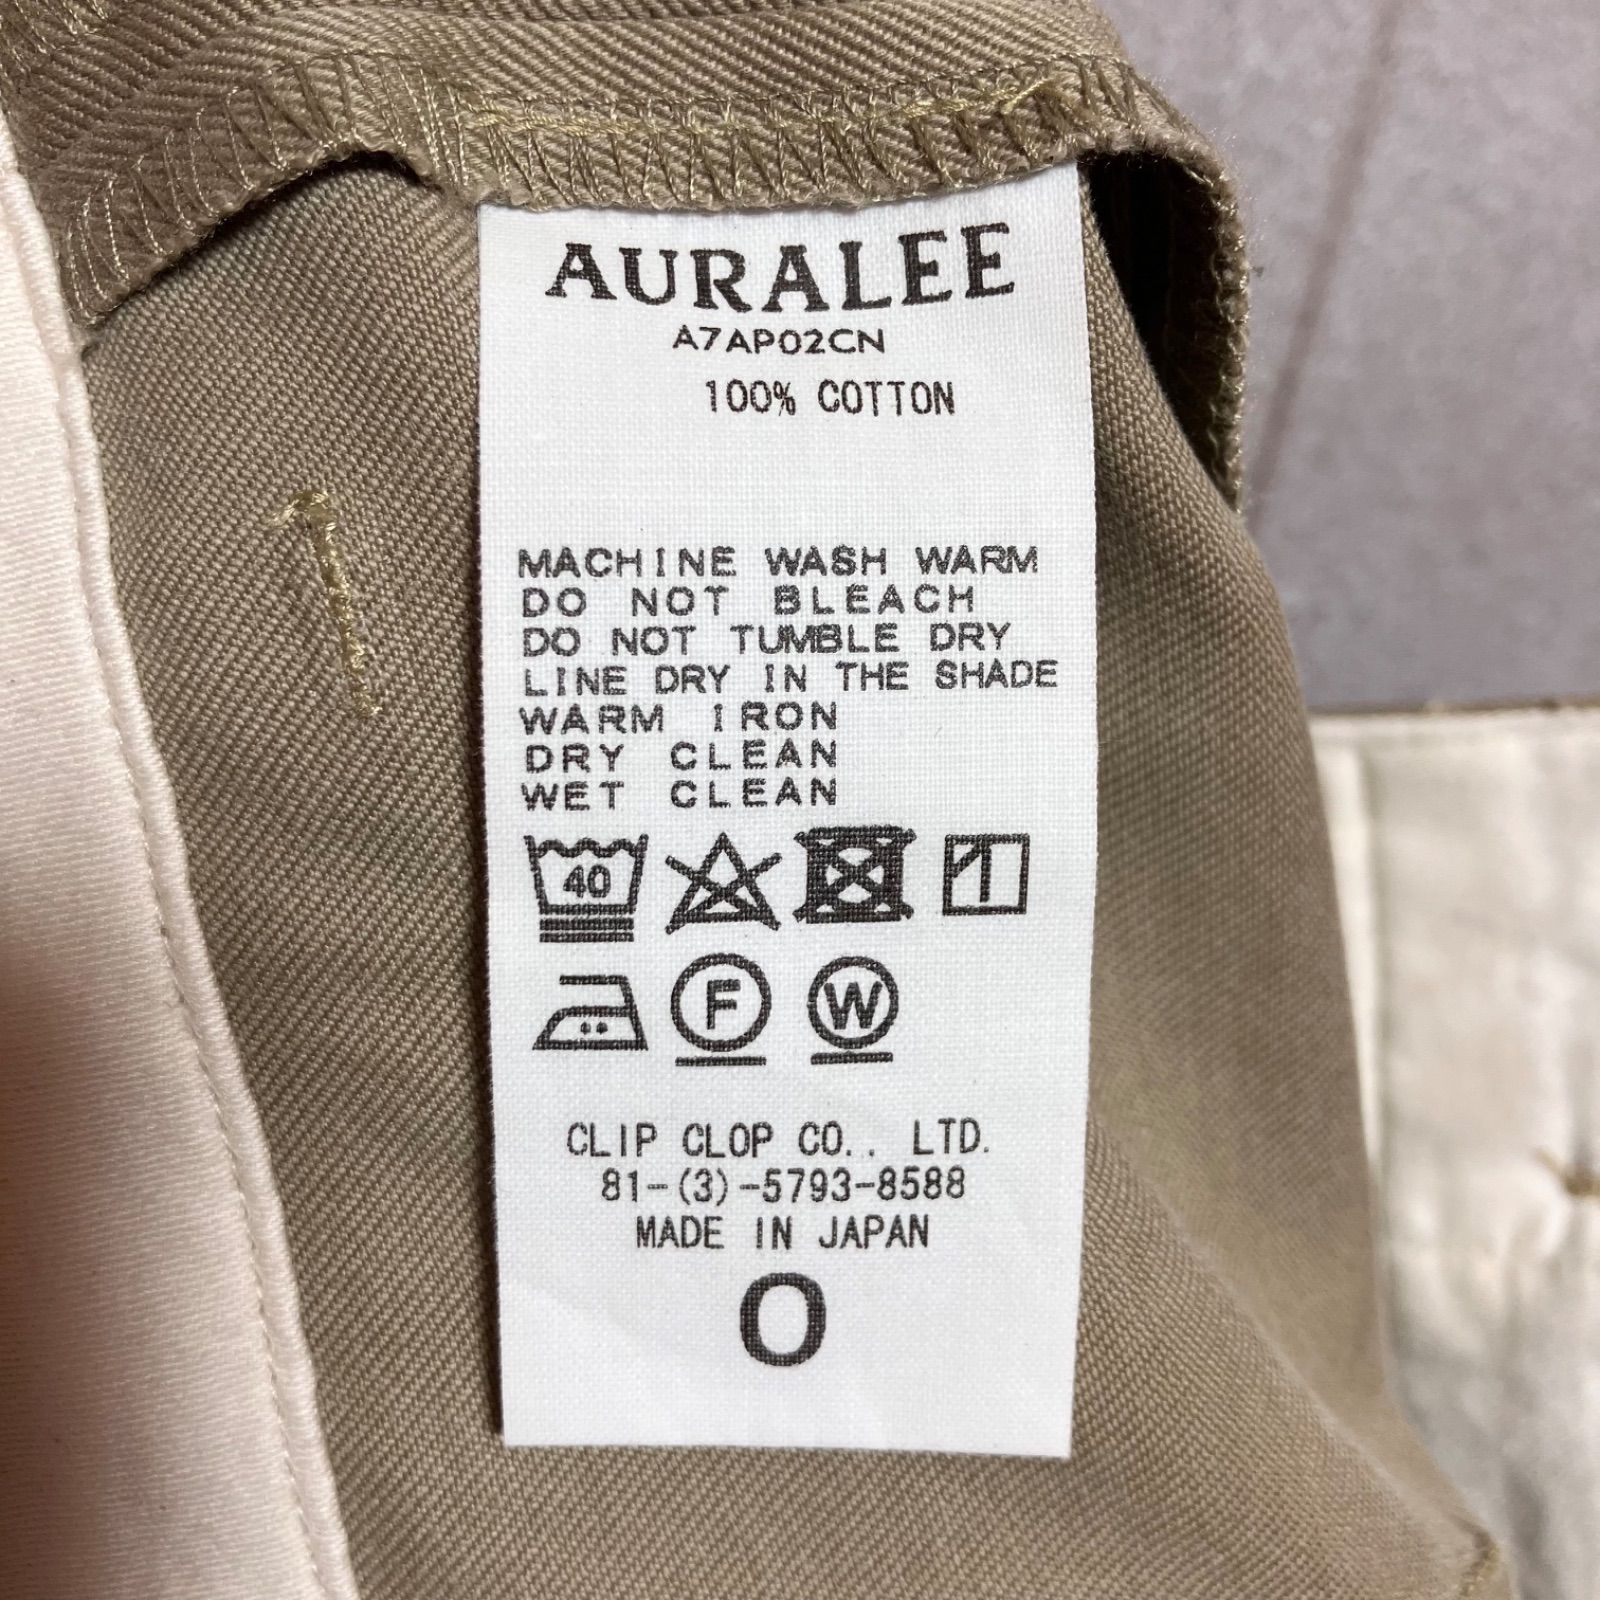 AURALEE
A7AP02CN
100% COTTON
MACHINE WASH WARM
DO NOT BLEACH
DO NOT TUMBLE DRY
LINE DRY IN THE SHADE
WARM IRON
DRY CLEAN
WET CLEAN
40
F W
CLIP CLOP CO., LTD.
81-(3)-5793-8588
MADE IN JAPAN
0